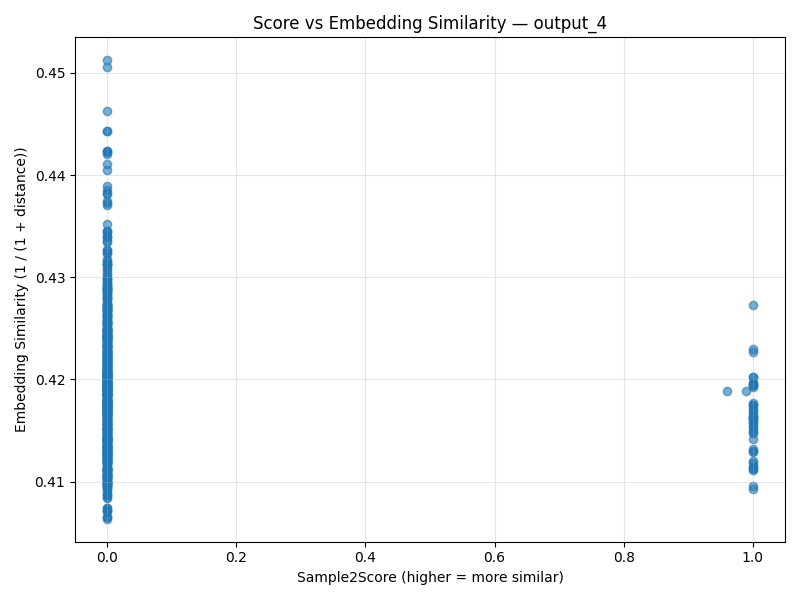 Score vs Embedding Similarity — output_4
Embedding Similarity (1 / (1 + distance))
0.45
0.44
0.43
0.42
0.41
0.0 0.2 0.4 0.6 0.8 1.0
Sample2Score (higher = more similar)